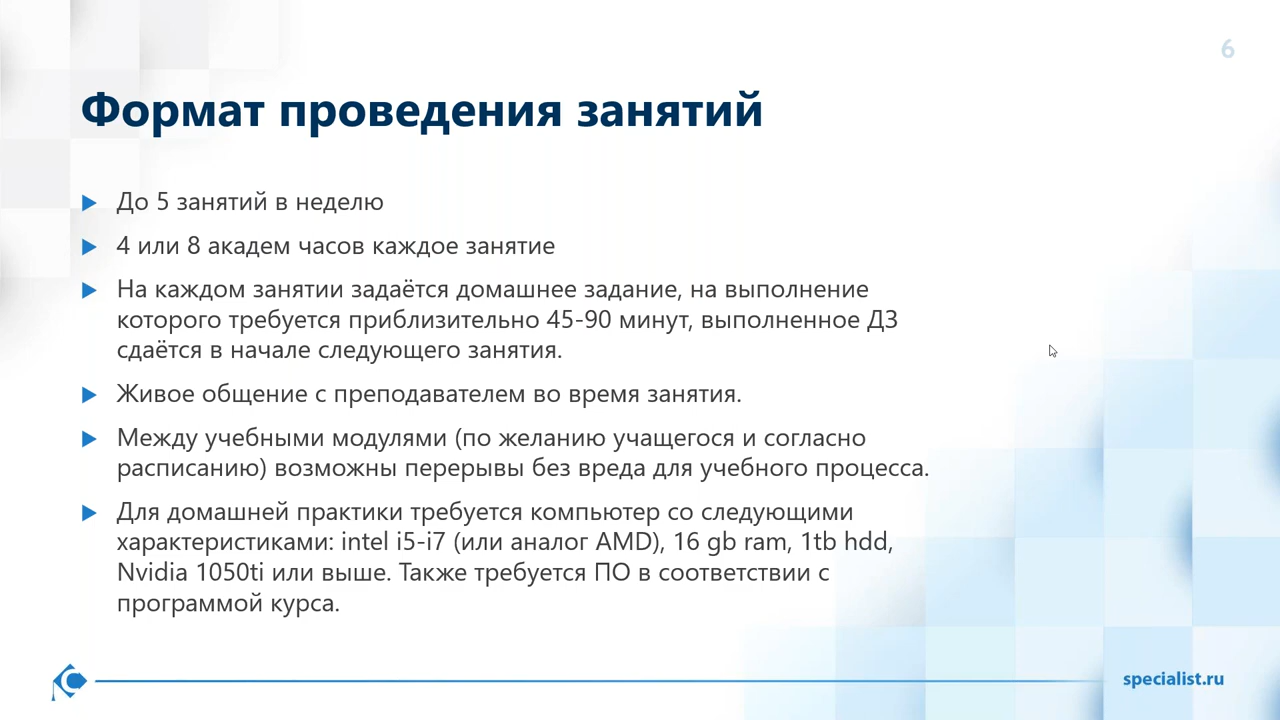 6
Формат проведения занятий
До 5 занятий в неделю
4 или 8 академ часов каждое занятие
На каждом занятии задаётся домашнее задание, на выполнение
которого требуется приблизительно 45-90 минут, выполненное ДЗ
сдаётся в начале следующего занятия.
Живое общение с преподавателем во время занятия.
Между учебными модулями (по желанию учащегося и согласно
расписанию) возможны перерывы без вреда для учебного процесса.
Для домашней практики требуется компьютер со следующими
характеристиками: intel i5-i7 (или аналог AMD), 16 gb ram, 1tb hdd,
Nvidia 1050ti или выше. Также требуется ПО в соответствии с
программой курса.
specialist.ru